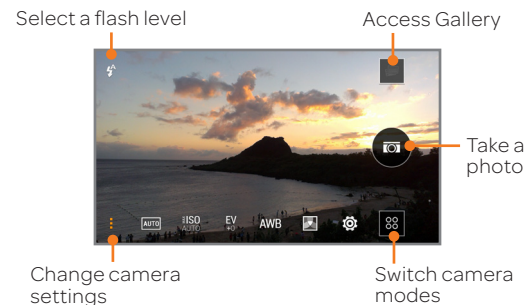 Select a flash level
Access Gallery
Take a
photo
AUTO
ISO
AUTO
EV
+0
AWB
Change camera
settings
Switch camera
modes